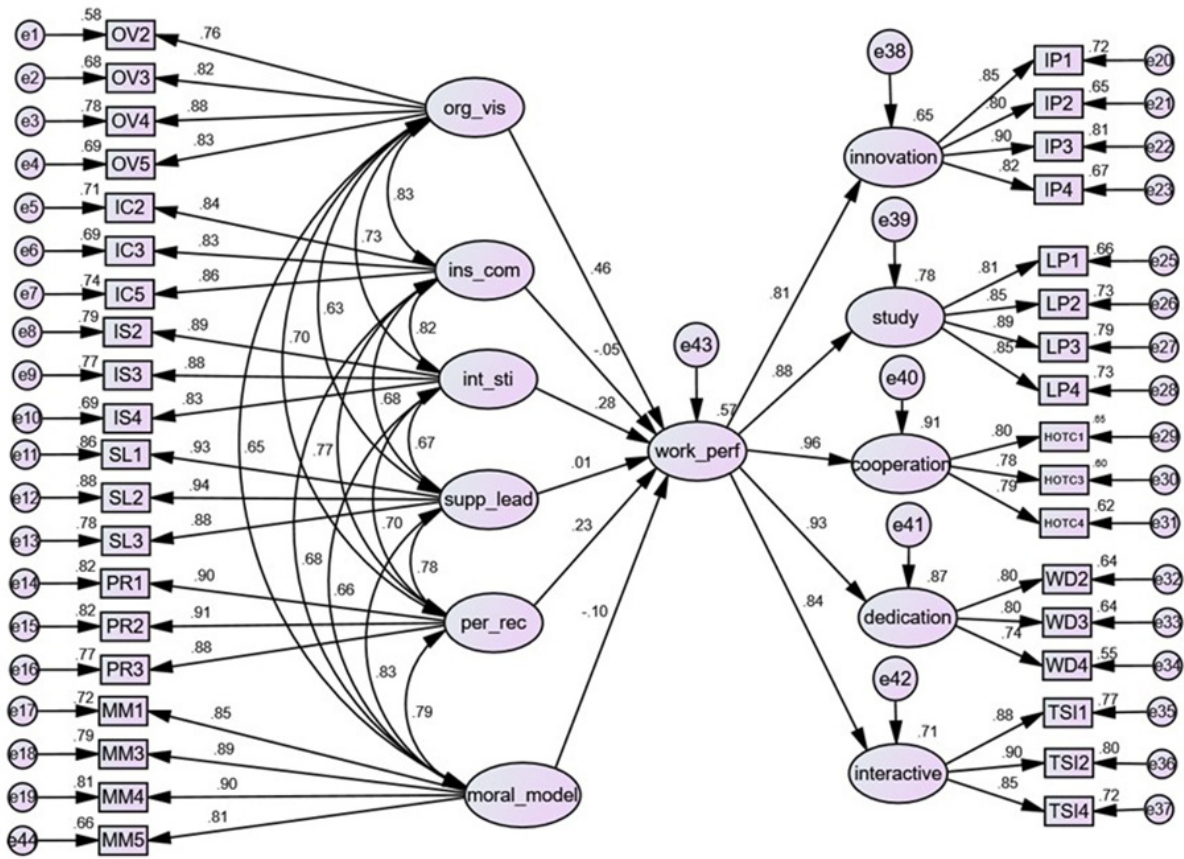 e1 .58 OV2 .76
e2 .68 OV3 .82
e3 .78 OV4 .88
e4 .69 OV5 .83
e5 .71 IC2 .84
e6 .69 IC3 .83
e7 .74 IC5 .86
e8 .79 IS2 .89
e9 .77 IS3 .88
e10 .69 IS4 .83
e11 .86 SL1 .93
e12 .88 SL2 .94
e13 .78 SL3 .88
e14 .82 PR1 .90
e15 .82 PR2 .91
e16 .77 PR3 .88
e17 .72 MM1 .85
e18 .79 MM3 .89
e19 .81 MM4 .90
e44 .66 MM5 .81
org_vis
ins_com
int_sti
supp_lead
per_rec
moral_model
.83
.73
.63
.70
.65
.82
.68
.77
.68
.67
.70
.66
.78
.83
.79
.46
-.05
.28
.01
.23
-.10
e43
.57
work_perf
.81
.88
.96
.93
.84
e38
.65
innovation
.85 IP1 .72 e20
.80 IP2 .65 e21
.90 IP3 .81 e22
.82 IP4 .67 e23
e39
.78
study
.81 LP1 .66 e25
.85 LP2 .73 e26
.89 LP3 .79 e27
.85 LP4 .73 e28
e40
.91
cooperation
.80 HOTC1 .65 e29
.78 HOTC3 .60 e30
.79 HOTC4 .62 e31
e41
.87
dedication
.80 WD2 .64 e32
.80 WD3 .64 e33
.74 WD4 .55 e34
e42
.71
interactive
.88 TSI1 .77 e35
.90 TSI2 .80 e36
.85 TSI4 .72 e37